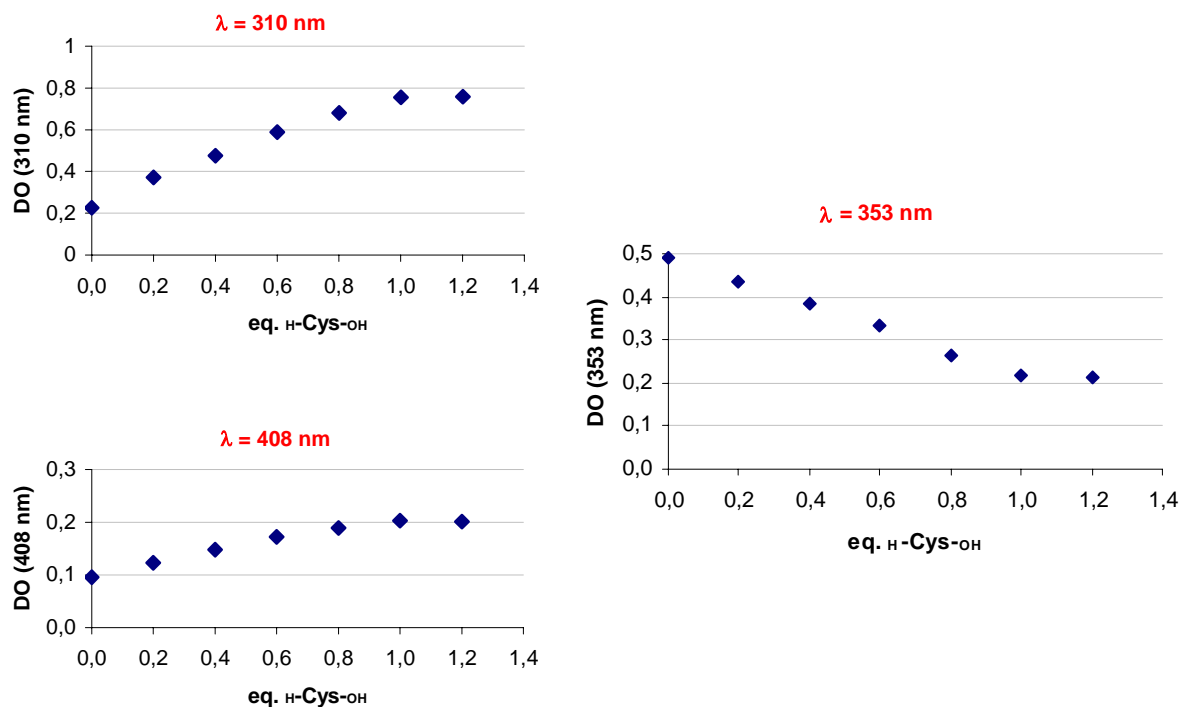 λ = 310 nm
DO (310 nm)
1
0,8
0,6
0,4
0,2
0
0,0 0,2 0,4 0,6 0,8 1,0 1,2 1,4
eq. H-Cys-OH
λ = 408 nm
DO (408 nm)
0,3
0,2
0,1
0,0
0,0 0,2 0,4 0,6 0,8 1,0 1,2 1,4
eq. H-Cys-OH
λ = 353 nm
DO (353 nm)
0,5
0,4
0,3
0,2
0,1
0,0
0,0 0,2 0,4 0,6 0,8 1,0 1,2 1,4
eq. H-Cys-OH